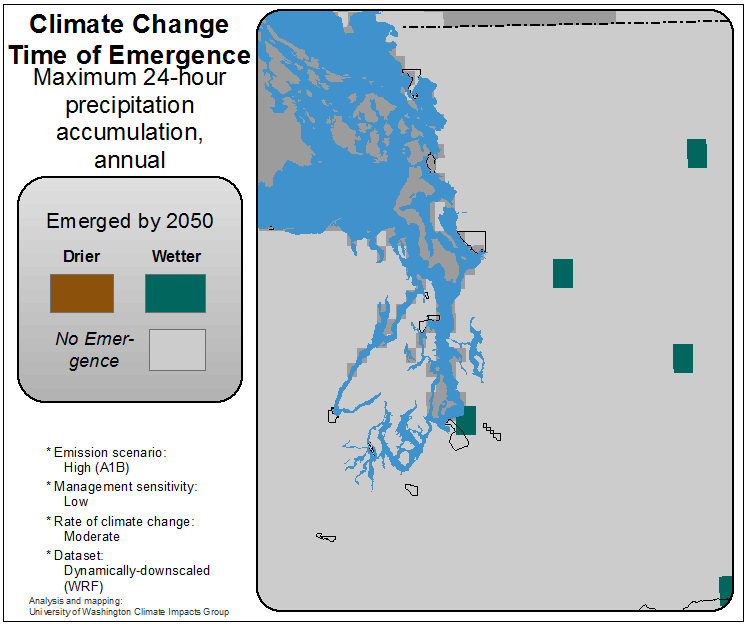 Climate Change
Time of Emergence
Maximum 24-hour
precipitation
accumulation,
annual
Emerged by 2050
Drier
Wetter
No Emer-
gence
* Emission scenario:
High (A1B)
* Management sensitivity:
Low
* Rate of climate change:
Moderate
* Dataset:
Dynamically-downscaled
(WRF)
Analysis and mapping:
University of Washington Climate Impacts Group